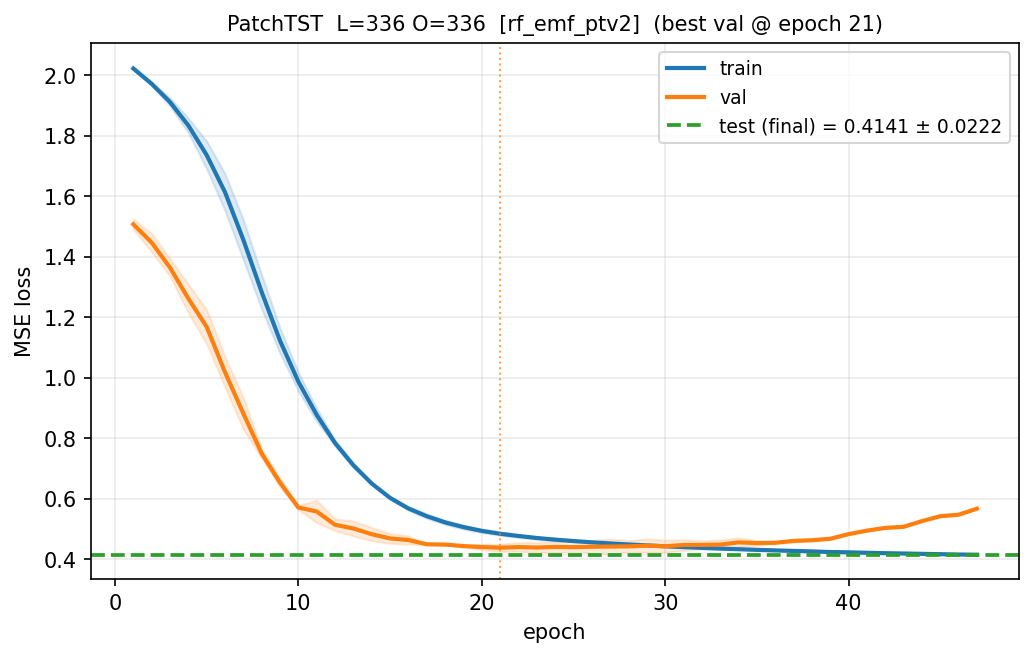 PatchTST  L=336 O=336  [rf_emf_ptv2]  (best val @ epoch 21)
train
val
test (final) = 0.4141 ± 0.0222
MSE loss
2.0
1.8
1.6
1.4
1.2
1.0
0.8
0.6
0.4
0 10 20 30 40
epoch